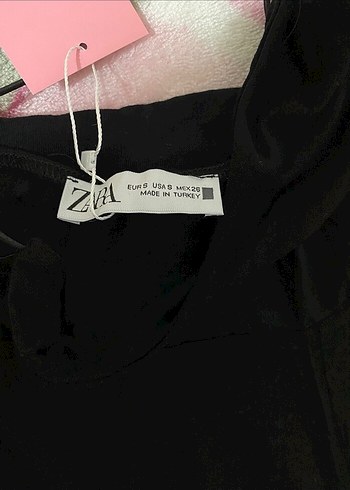 ZARA
EUR S USA S MEX 26
MADE IN TURKEY